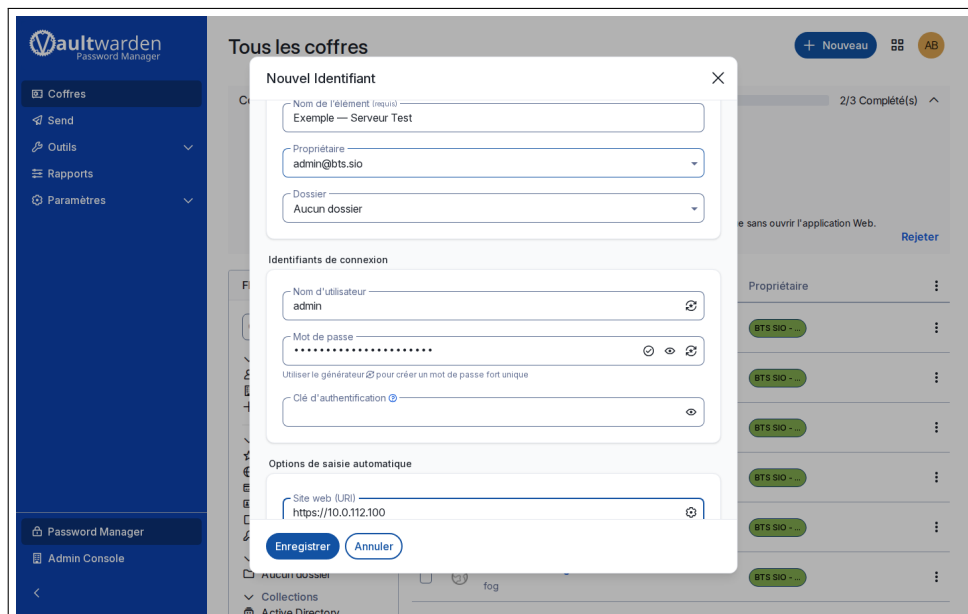 Vaultwarden
Password Manager
Tous les coffres
Nouveau
AB
Coffres
Send
Outils
Rapports
Paramètres
2/3 Complété(s)
e sans ouvrir l'application Web.
Rejeter
Nouvel Identifiant
Nom de l'élément (requis)
Exemple — Serveur Test
Propriétaire
admin@bts.sio
Dossier
Aucun dossier
Identifiants de connexion
Nom d'utilisateur
admin
Mot de passe
••••••••••••••••••••••
Utiliser le générateur pour créer un mot de passe fort unique
Clé d'authentification
Options de saisie automatique
Site web (URI)
https://10.0.112.100
Enregistrer
Annuler
Propriétaire
BTS SIO - ...
BTS SIO - ...
BTS SIO - ...
BTS SIO - ...
BTS SIO - ...
BTS SIO - ...
Aucun dossier
fog
Collections
Active Directory
Password Manager
Admin Console